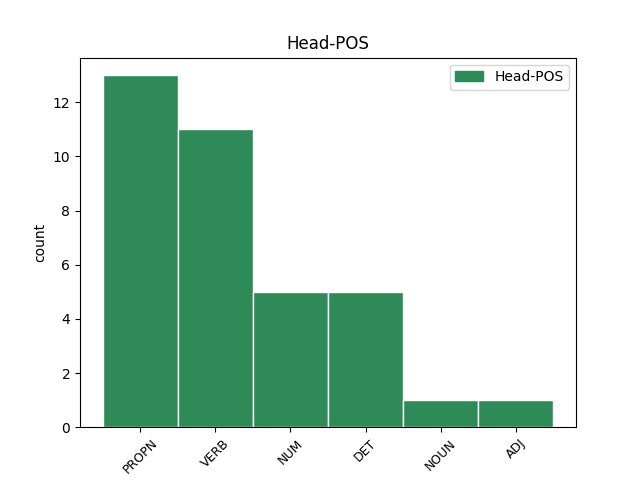 Head-POS
Head-POS
count
12
10
8
6
4
2
0
PROPN
VERB
NUM
DET
NOUN
ADJ